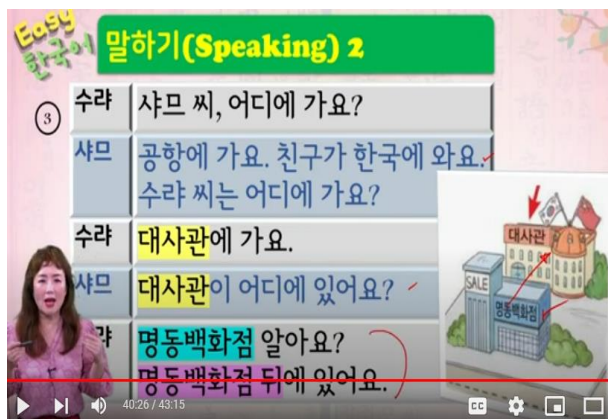 Easy
한국어
말하기(Speaking) 2
3
수랴 샤므 씨, 어디에 가요?
샤므 공항에 가요. 친구가 한국에 와요.
수랴 씨는 어디에 가요?
수랴 대사관에 가요.
샤므 대사관이 어디에 있어요?
명동백화점 알아요?
명동백화점 뒤에 있어요.
대사관
SALE
명동백화점
40:26 / 43:15
CC